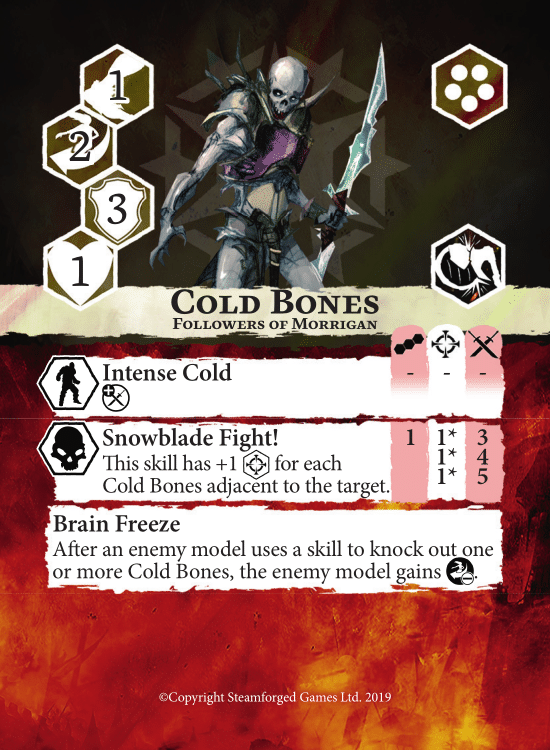 1
2
3
1
Cold Bones
Followers of Morrigan
Intense Cold
- - -
Snowblade Fight!
1 1* 3
This skill has +1 for each
1* 4
Cold Bones adjacent to the target.
1* 5
Brain Freeze
After an enemy model uses a skill to knock out one
or more Cold Bones, the enemy model gains .
©Copyright Steamforged Games Ltd. 2019